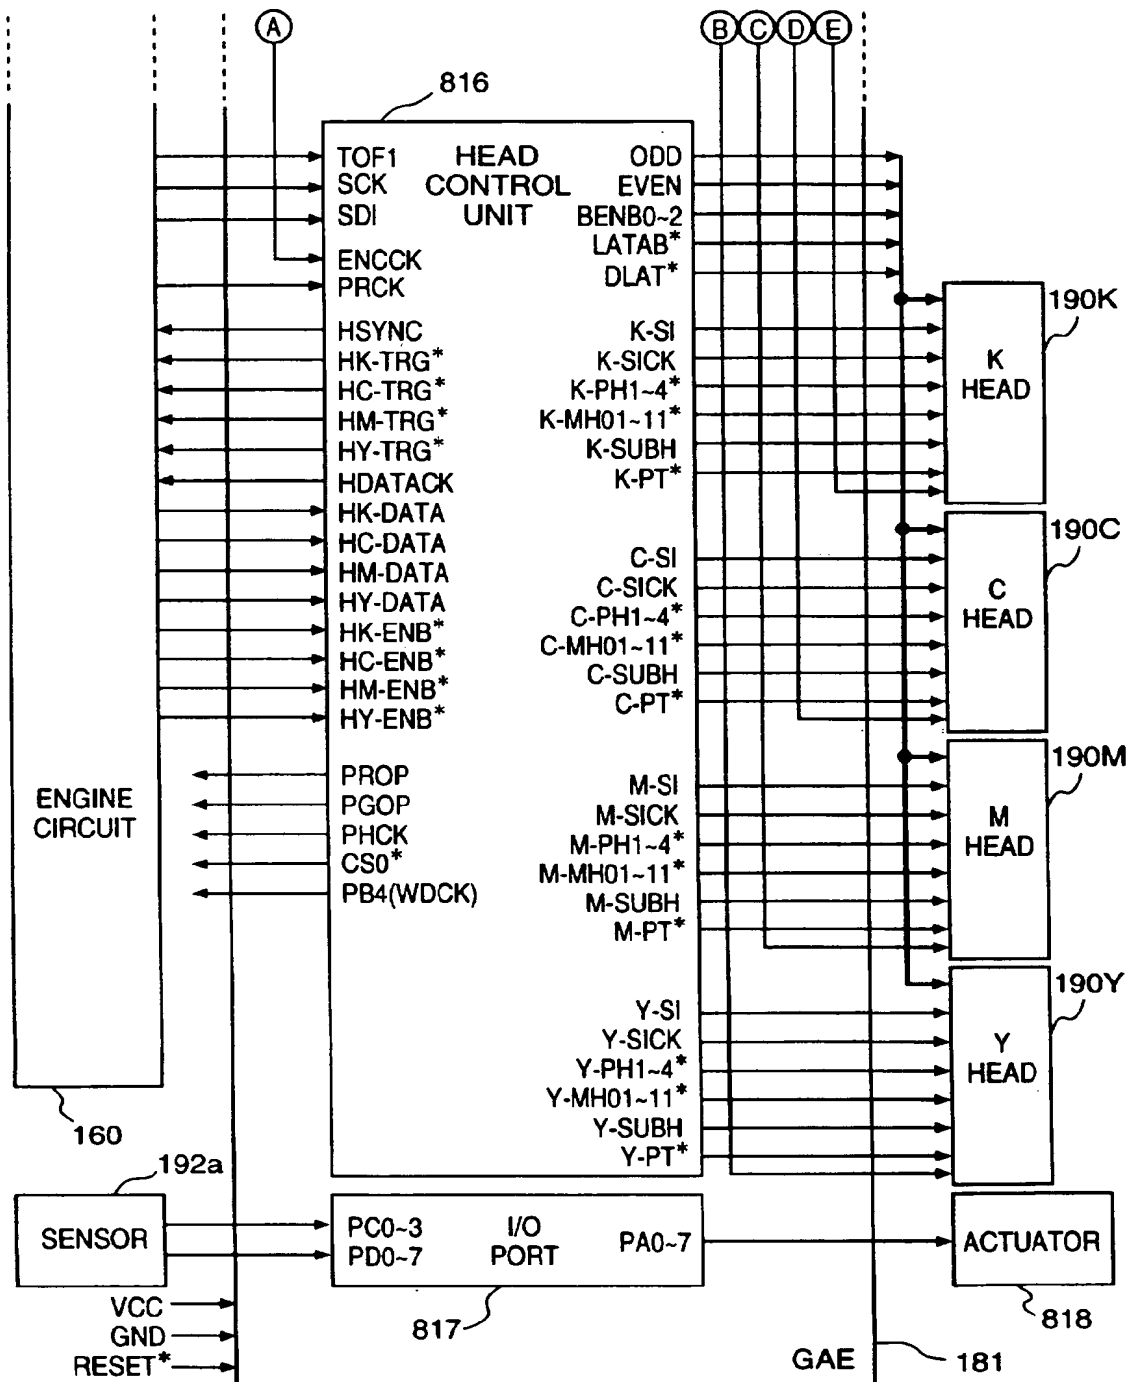 A
B C D E
816
HEAD CONTROL UNIT
TOF1
SCK
SDI
ENCCK
PRCK
HSYNC
HK-TRG*
HC-TRG*
HM-TRG*
HY-TRG*
HDATACK
HK-DATA
HC-DATA
HM-DATA
HY-DATA
HK-ENB*
HC-ENB*
HM-ENB*
HY-ENB*
PROP
PGOP
PHCK
CS0*
PB4(WDCK)
ODD
EVEN
BENB0~2
LATAB*
DLAT*
K-SI
K-SICK
K-PH1~4*
K-MH01~11*
K-SUBH
K-PT*
C-SI
C-SICK
C-PH1~4*
C-MH01~11*
C-SUBH
C-PT*
M-SI
M-SICK
M-PH1~4*
M-MH01~11*
M-SUBH
M-PT*
Y-SI
Y-SICK
Y-PH1~4*
Y-MH01~11*
Y-SUBH
Y-PT*
190K
K
HEAD
190C
C
HEAD
190M
M
HEAD
190Y
Y
HEAD
ENGINE
CIRCUIT
160
192a
SENSOR
PC0~3
PD0~7
I/O
PORT
PA0~7
ACTUATOR
817
818
VCC
GND
RESET*
GAE
181